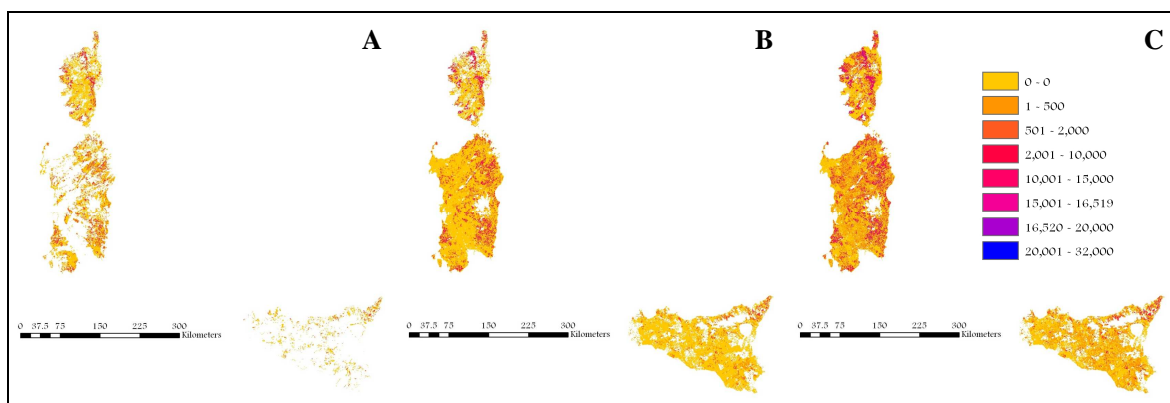 A
B
C
0 - 0
1 - 500
501 - 2,000
2,001 - 10,000
10,001 - 15,000
15,001 - 16,519
16,520 - 20,000
20,001 - 32,000
0 37.5 75 150 225 300
Kilometers
0 37.5 75 150 225 300
Kilometers
0 37.5 75 150 225 300
Kilometers